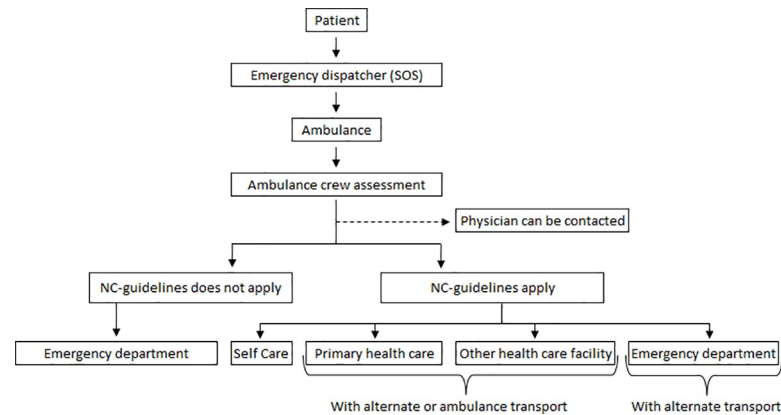 Patient
Emergency dispatcher (SOS)
Ambulance
Ambulance crew assessment
Physician can be contacted
NC-guidelines does not apply
NC-guidelines apply
Emergency department
Self Care
Primary health care
Other health care facility
Emergency department
With alternate or ambulance transport
With alternate transport